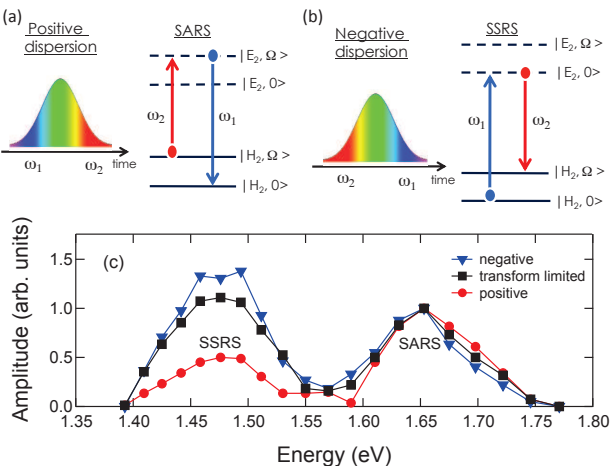 (a)
Positive
dispersion
SARS
| E₂, Ω >
| E₂, 0>
ω₂
ω₁
| H₂, Ω >
| H₂, 0>
ω₁
ω₂
time
(b)
Negative
dispersion
SSRS
| E₂, Ω >
| E₂, 0>
ω₁
ω₂
| H₂, Ω >
| H₂, 0>
ω₂
ω₁
time
(c)
negative
transform limited
positive
SSRS
SARS
Amplitude (arb. units)
1.5
1.0
0.5
0.0
1.35
1.40
1.45
1.50
1.55
1.60
1.65
1.70
1.75
1.80
Energy (eV)